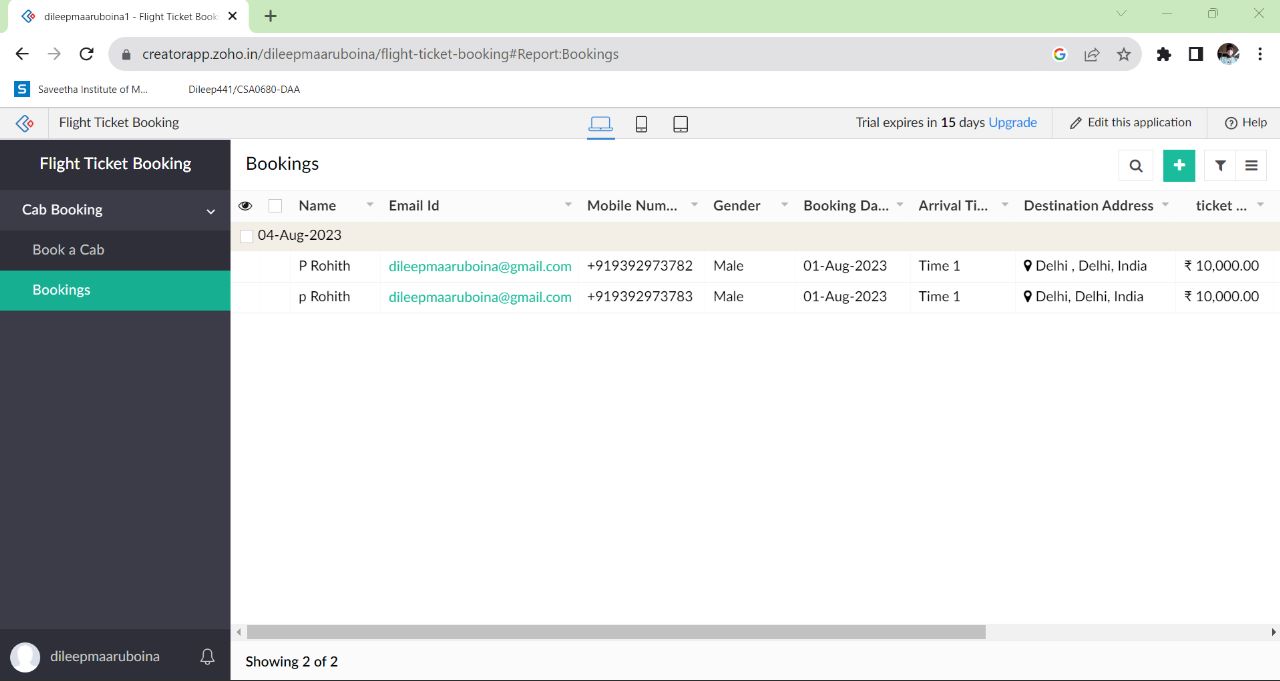 dileepmaaruboina1 - Flight Ticket Book
creatorapp.zoho.in/dileepmaaruboina/flight-ticket-booking#Report:Bookings
S Saveetha Institute of M... Dileep441/CSA0680-DAA
Flight Ticket Booking Trial expires in 15 days Upgrade Edit this application Help
Flight Ticket Booking
Cab Booking
Book a Cab
Bookings
dileepmaaruboina
Bookings
Name Email Id Mobile Num... Gender Booking Da... Arrival Ti... Destination Address ticket ...
04-Aug-2023
P Rohith dileepmaaruboina@gmail.com +919392973782 Male 01-Aug-2023 Time 1 Delhi , Delhi, India ₹ 10,000.00
p Rohith dileepmaaruboina@gmail.com +919392973783 Male 01-Aug-2023 Time 1 Delhi, Delhi, India ₹ 10,000.00
Showing 2 of 2